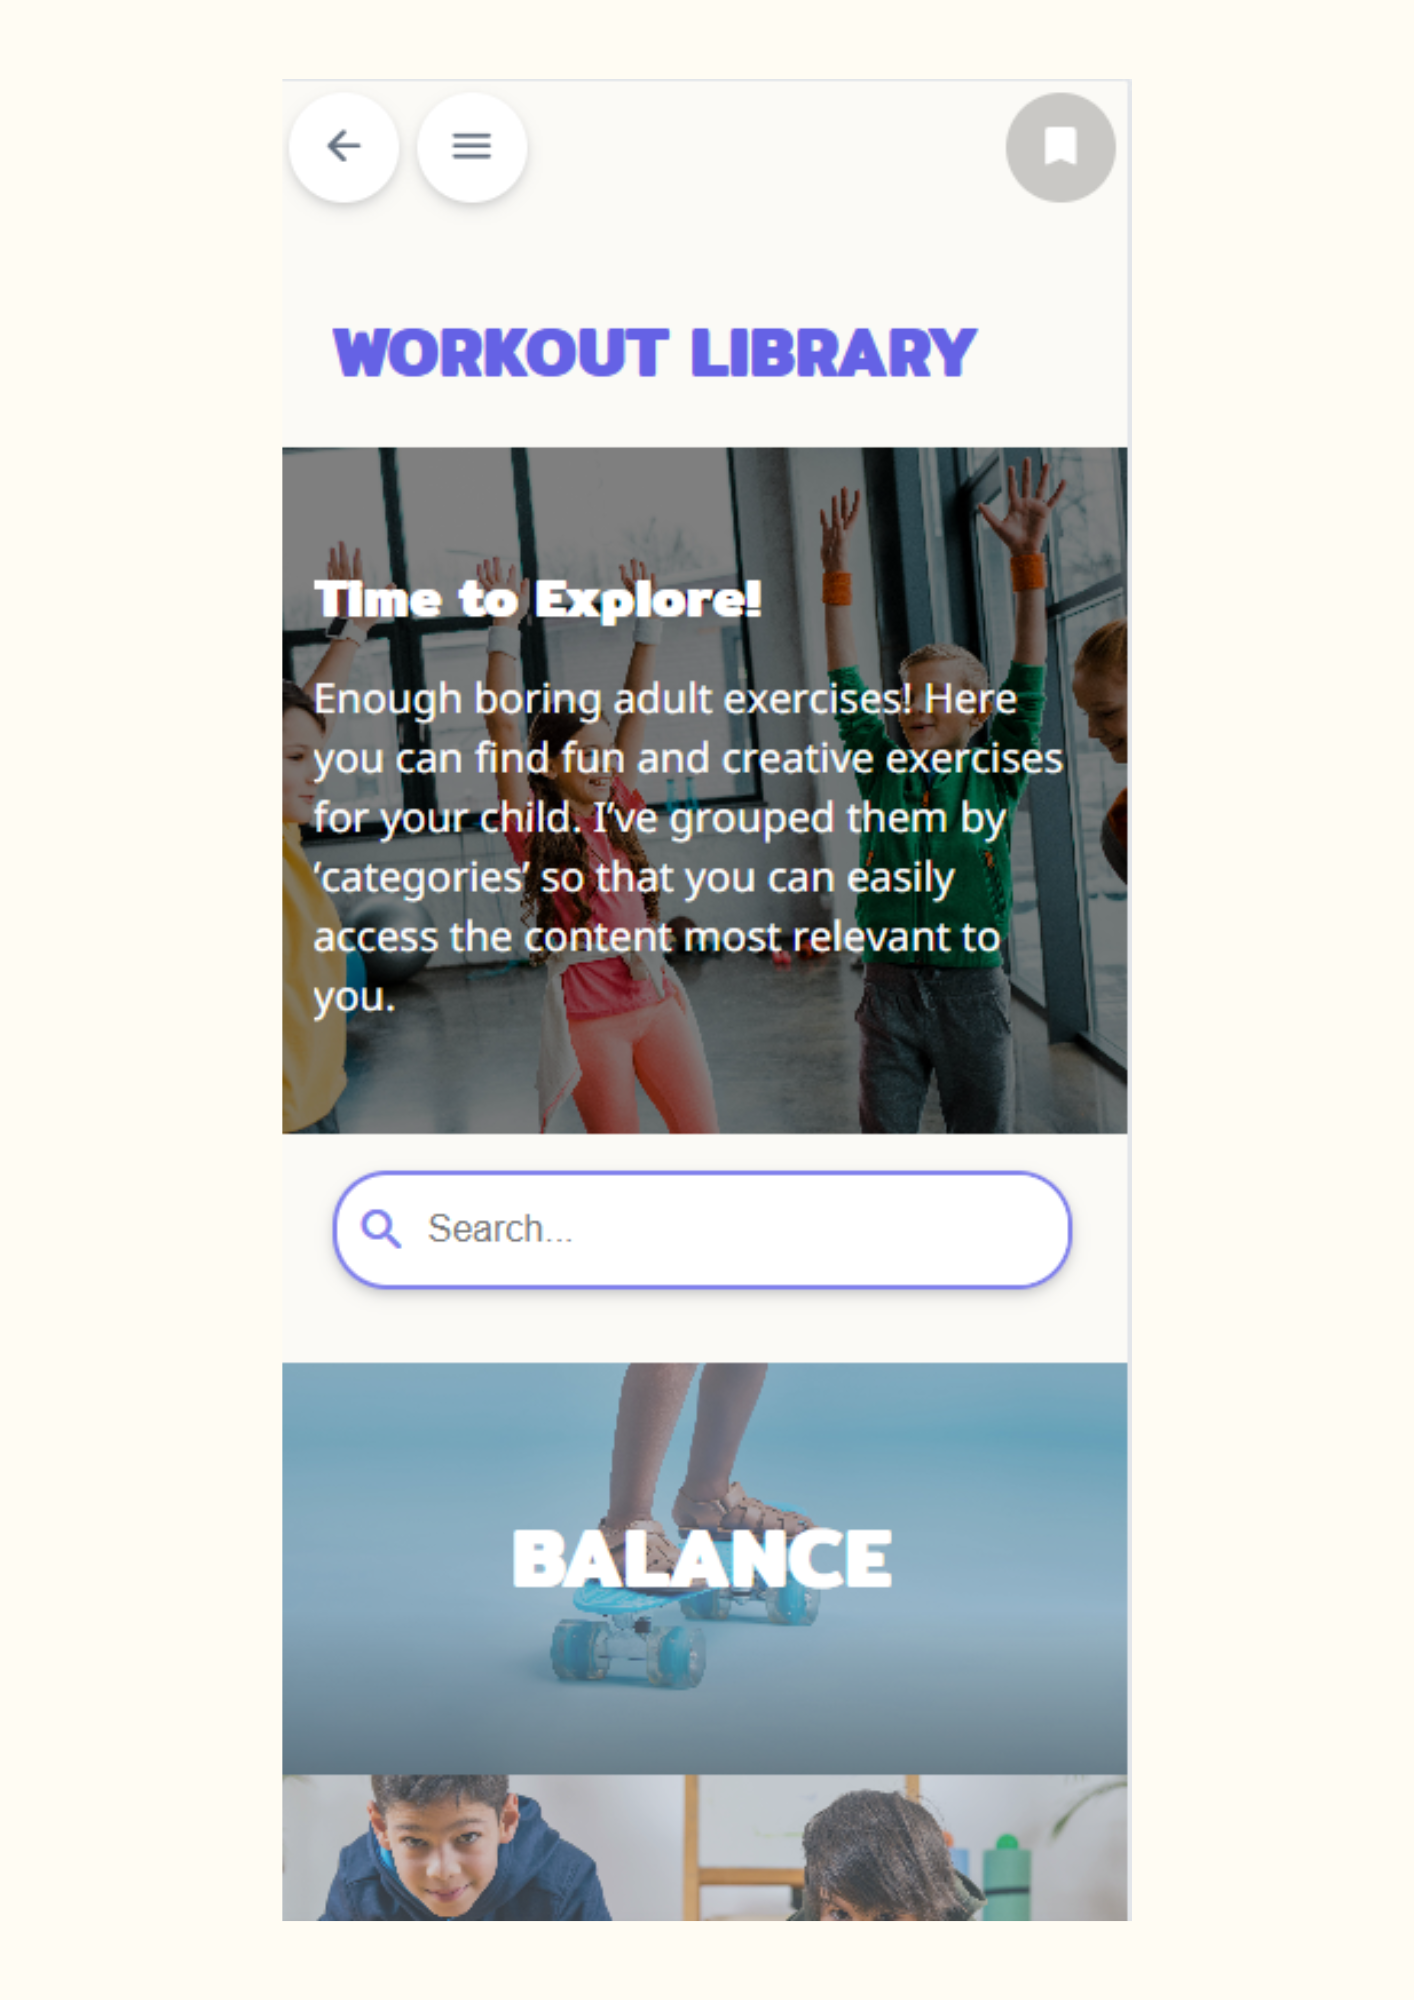 WORKOUT LIBRARY
Time to Explore!
Enough boring adult exercises! Here
you can find fun and creative exercises
for your child. I’ve grouped them by
‘categories’ so that you can easily
access the content most relevant to
you.
Search...
BALANCE